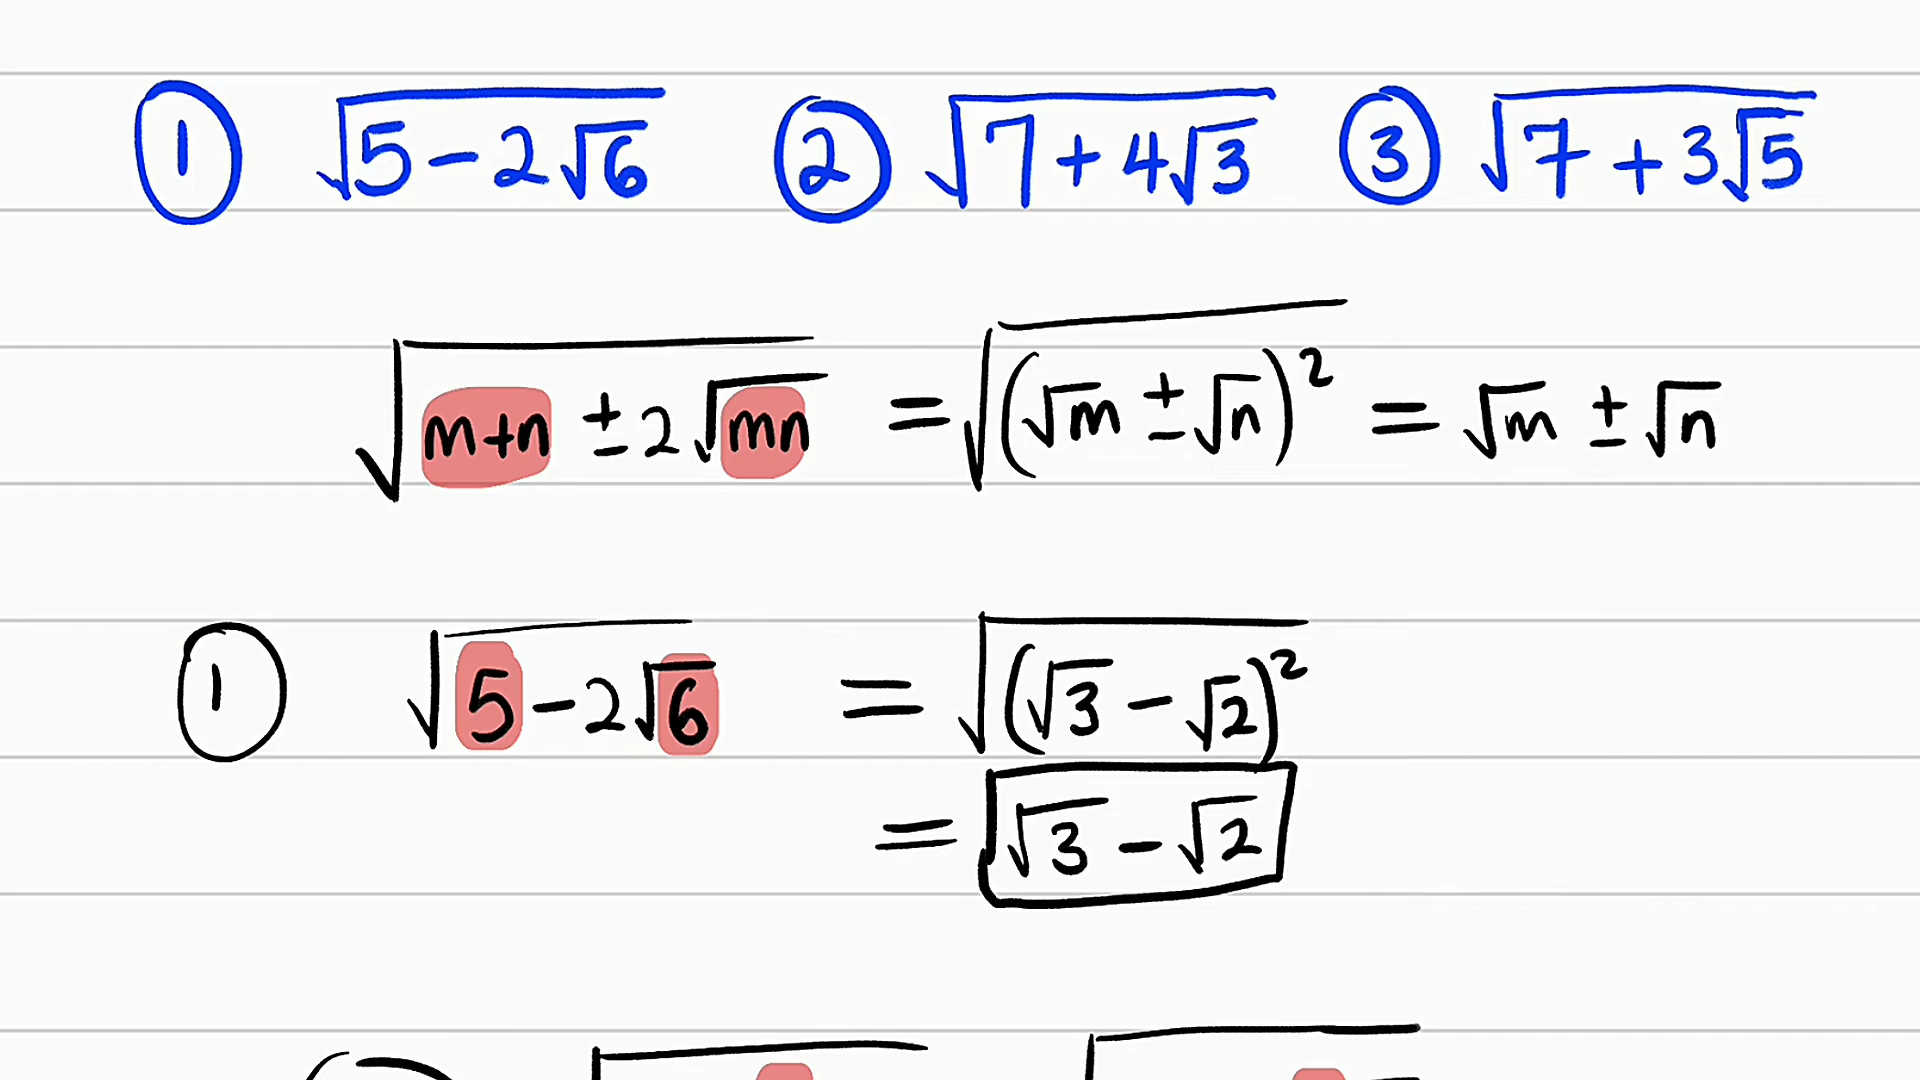 ① √(5-2√6) ② √(7+4√3) ③ √(7+3√5)
√(m+n ± 2√(mn)) = √((√m ± √n)²) = √m ± √n
① √(5-2√6) = √((√3 - √2)²)
= √3 - √2